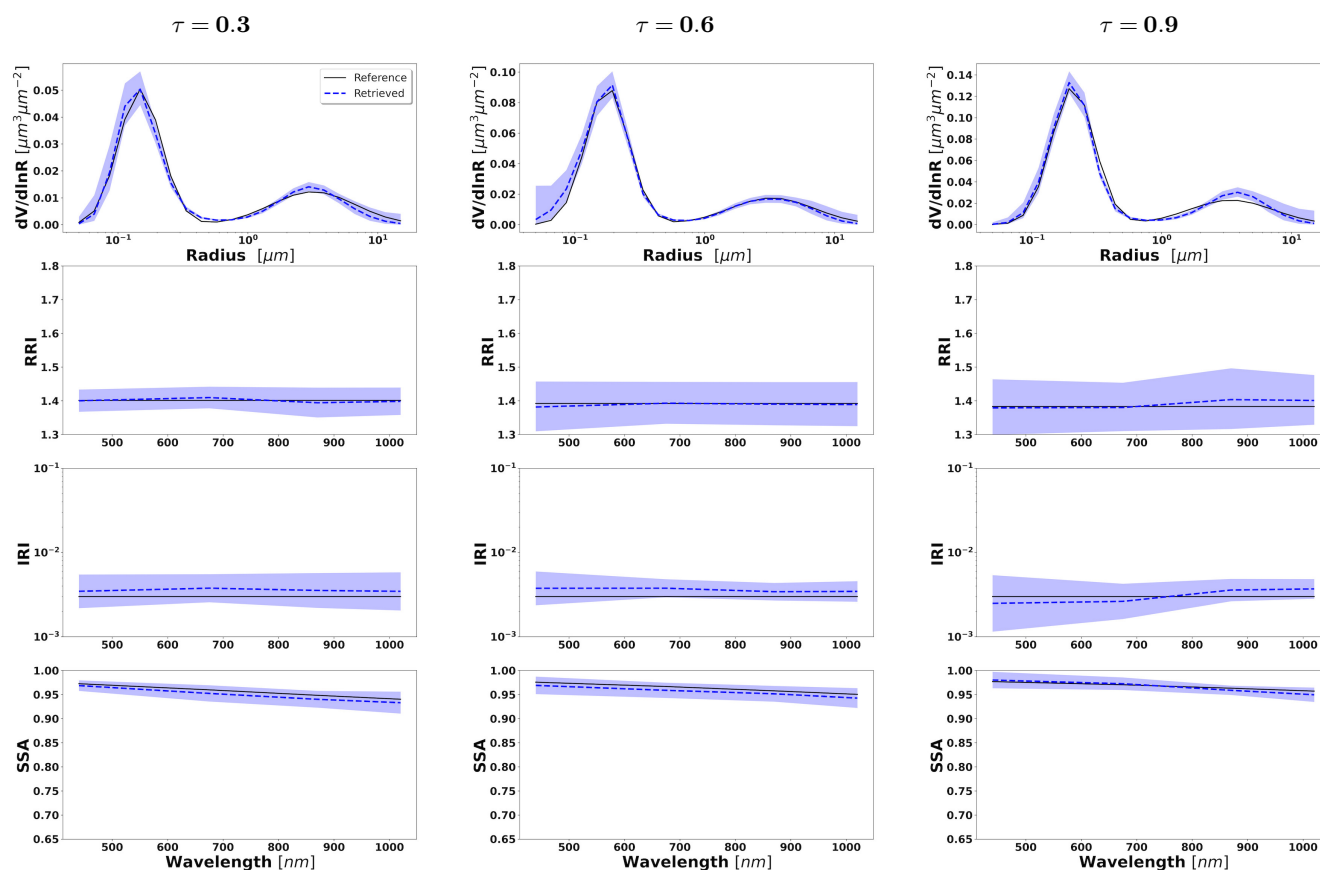 τ = 0.3 τ = 0.6 τ = 0.9
dV/dlnR [μm³μm⁻²]
0.05
0.04
0.03
0.02
0.01
0.00
Reference
Retrieved
10⁻¹ 10⁰ 10¹
Radius [μm]
dV/dlnR [μm³μm⁻²]
0.10
0.08
0.06
0.04
0.02
0.00
10⁻¹ 10⁰ 10¹
Radius [μm]
dV/dlnR [μm³μm⁻²]
0.14
0.12
0.10
0.08
0.06
0.04
0.02
0.00
10⁻¹ 10⁰ 10¹
Radius [μm]
RRI
1.8
1.7
1.6
1.5
1.4
1.3
500 600 700 800 900 1000
RRI
1.8
1.7
1.6
1.5
1.4
1.3
500 600 700 800 900 1000
RRI
1.8
1.7
1.6
1.5
1.4
1.3
500 600 700 800 900 1000
IRI
10⁻¹
10⁻²
10⁻³
500 600 700 800 900 1000
IRI
10⁻¹
10⁻²
10⁻³
500 600 700 800 900 1000
IRI
10⁻¹
10⁻²
10⁻³
500 600 700 800 900 1000
SSA
1.00
0.95
0.90
0.85
0.80
0.75
0.70
0.65
500 600 700 800 900 1000
Wavelength [nm]
SSA
1.00
0.95
0.90
0.85
0.80
0.75
0.70
0.65
500 600 700 800 900 1000
Wavelength [nm]
SSA
1.00
0.95
0.90
0.85
0.80
0.75
0.70
0.65
500 600 700 800 900 1000
Wavelength [nm]